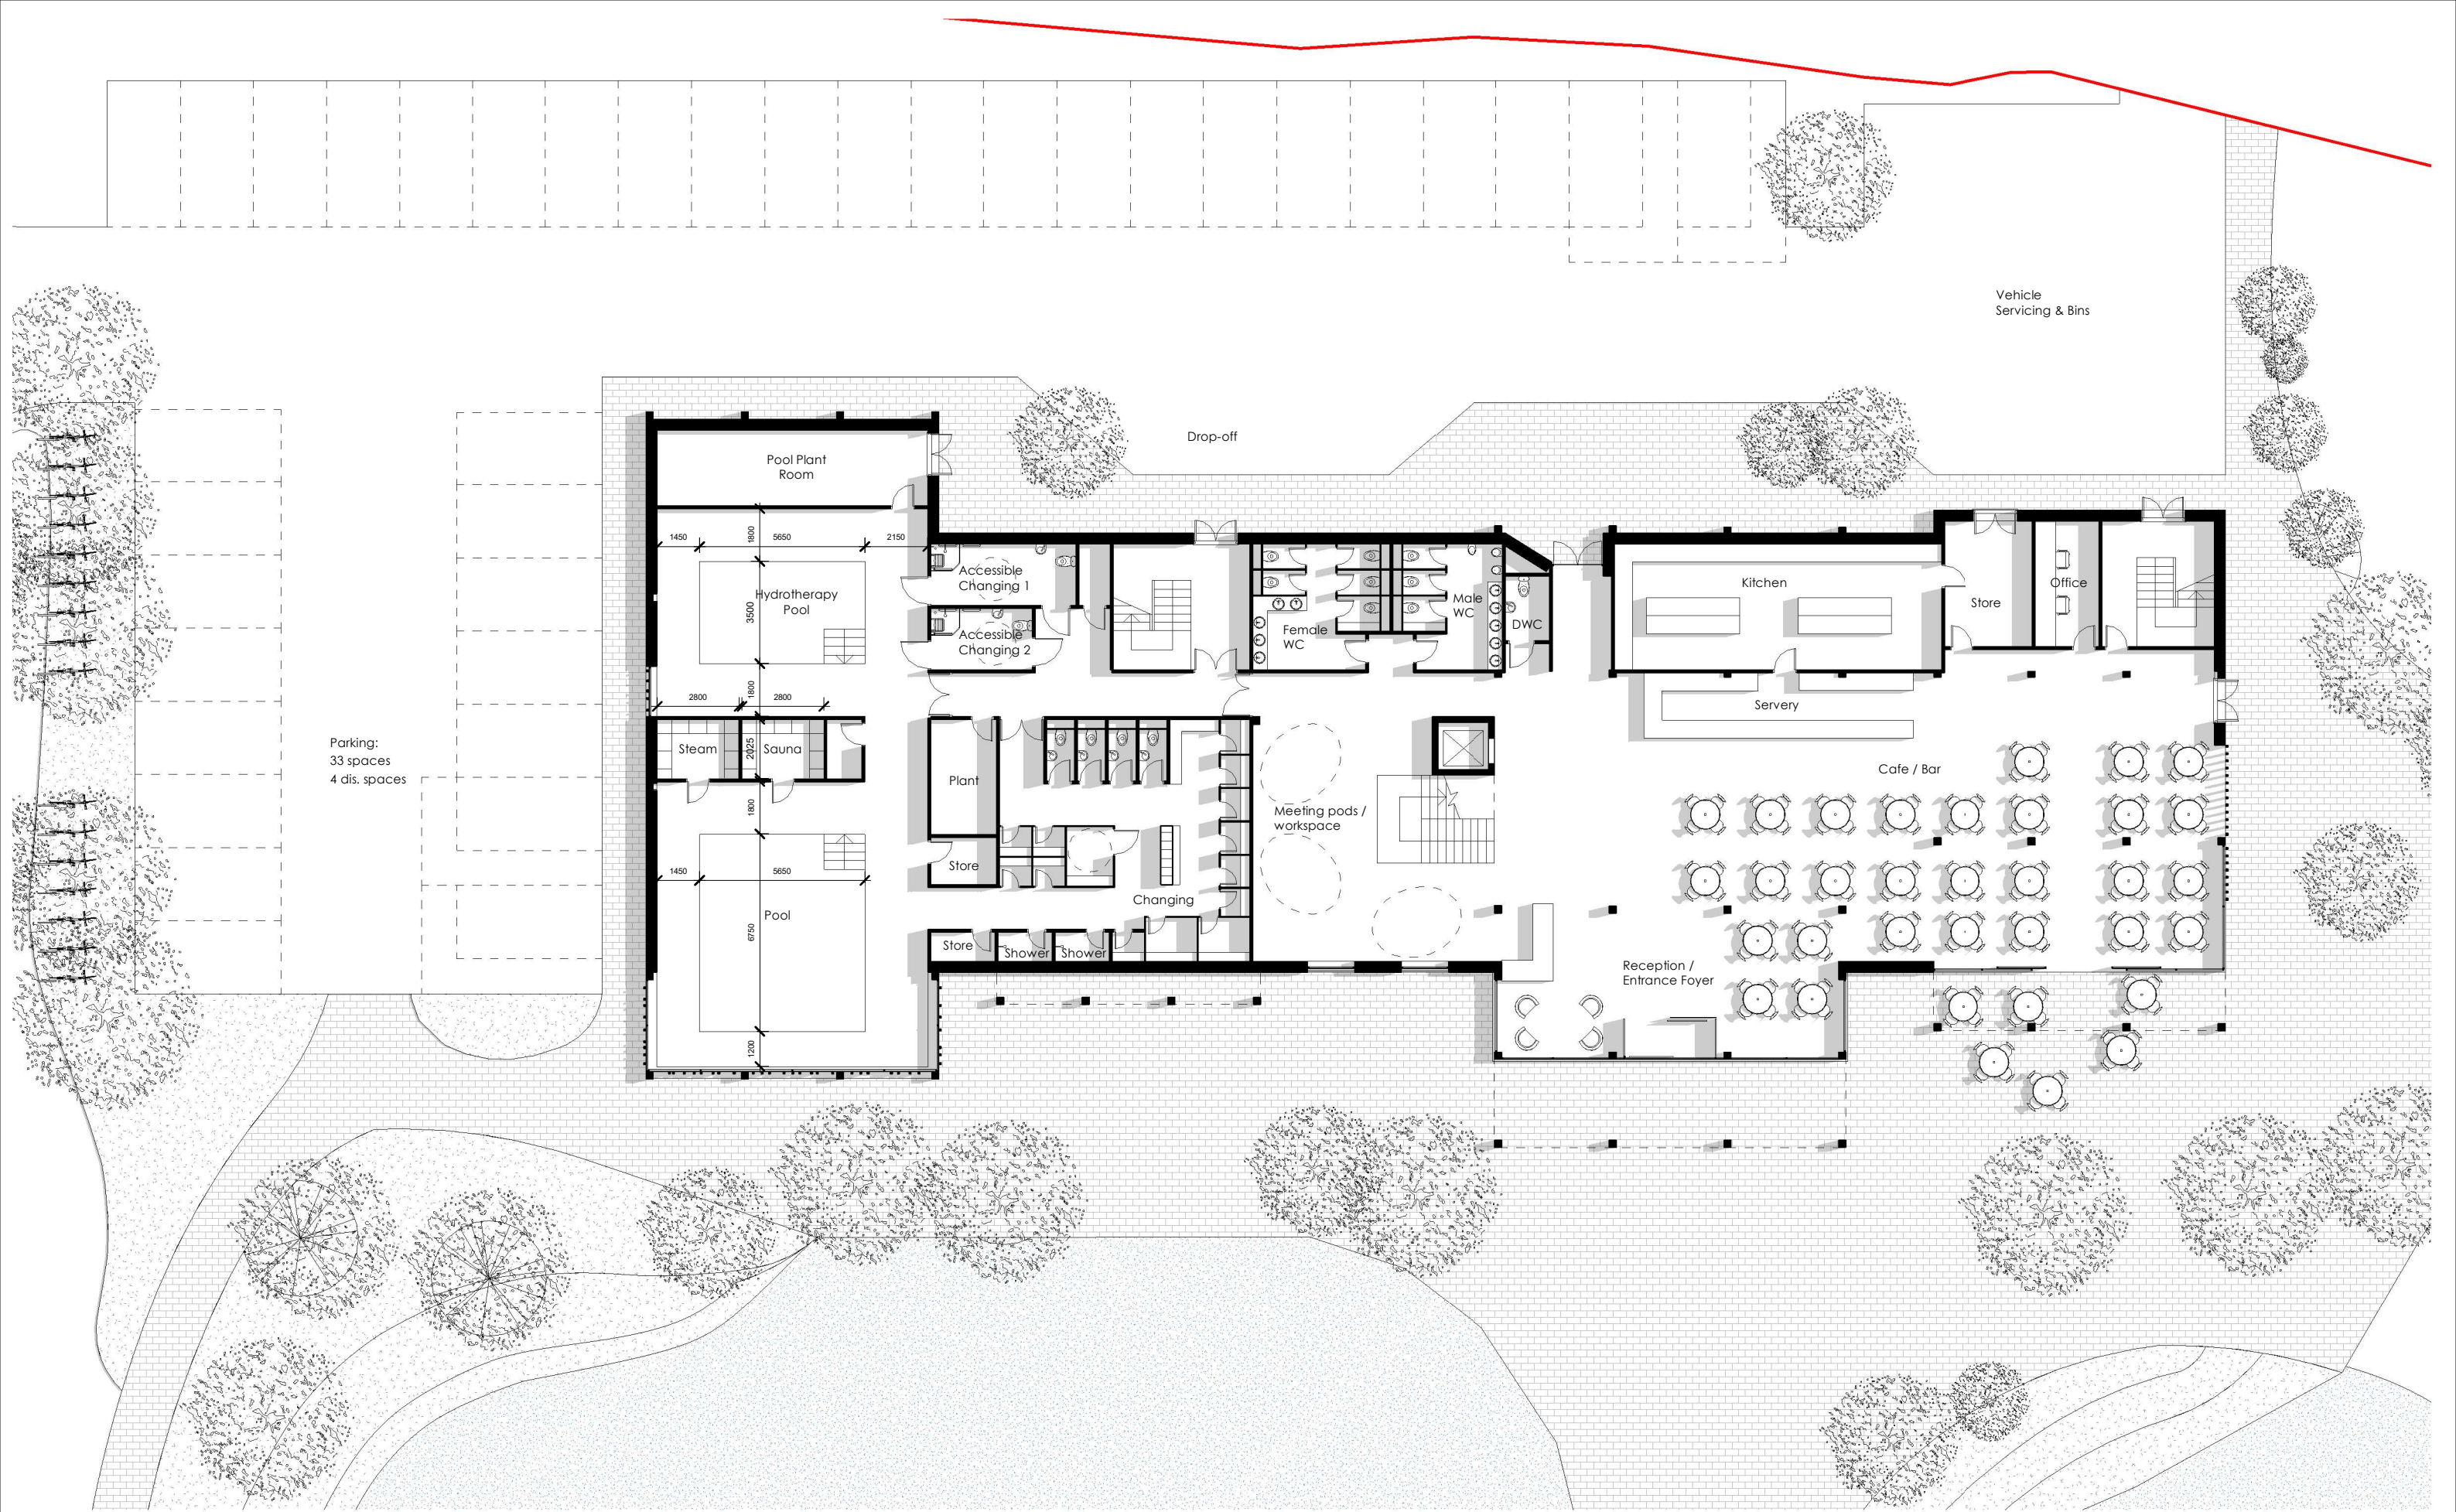 Vehicle
Servicing & Bins
Drop-off
Pool Plant
Room
1450
5650
2150
1800
Hydrotherapy
Pool
35500
1800
2800
2800
Accessible
Changing 1
Accessible
Changing 2
Female
WC
Male
WC
DWC
Kitchen
Store
Office
Servery
Cafe / Bar
Parking:
33 spaces
4 dis. spaces
Steam
Sauna
2025
1800
Plant
Store
Meeting pods /
workspace
1450
5650
Pool
6750
1200
Changing
Store
Shower
Shower
Reception /
Entrance Foyer